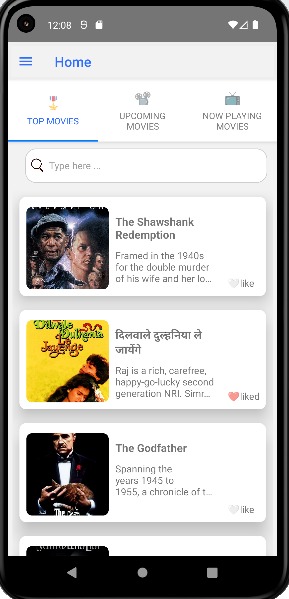 12:08
Home
TOP MOVIES
UPCOMING
MOVIES
NOW PLAYING
MOVIES
Type here ...
The Shawshank
Redemption
Framed in the 1940s
for the double murder
of his wife and her lo...
like
Dilwale
Dulhania
Le
Jayenge
दिलवाले दुल्हनिया ले
जायेंगे
Raj is a rich, carefree,
happy-go-lucky second
generation NRI. Simr...
liked
The Godfather
Spanning the
years 1945 to
1955, a chronicle of t...
like